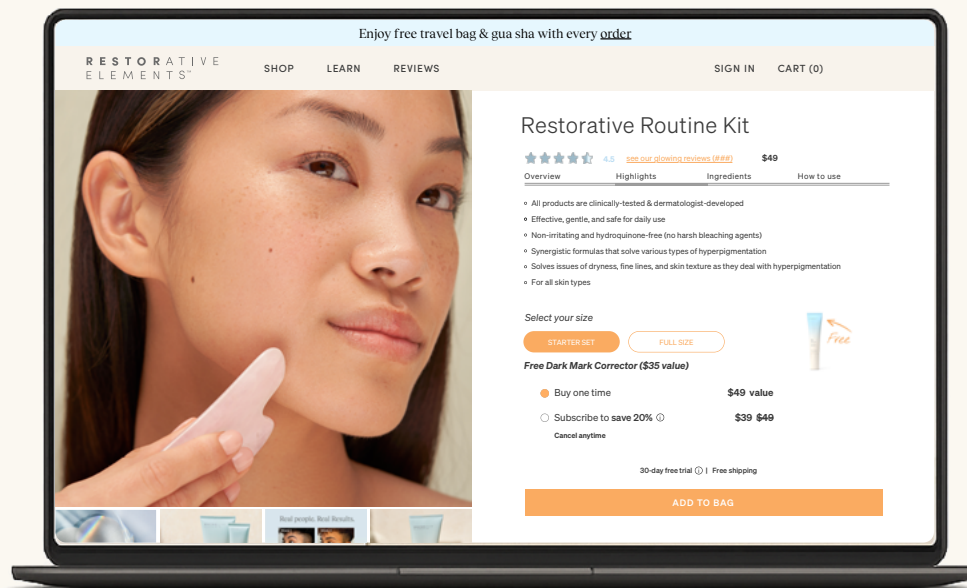 Enjoy free travel bag & gua sha with every order
RESTORATIVE
ELEMENTS™
SHOP LEARN REVIEWS
SIGN IN CART (0)
Restorative Routine Kit
4.5 see our glowing reviews (###) $49
Overview Highlights Ingredients How to use
All products are clinically-tested & dermatologist-developed
Effective, gentle, and safe for daily use
Non-irritating and hydroquinone-free (no harsh bleaching agents)
Synergistic formulas that solve various types of hyperpigmentation
Solves issues of dryness, fine lines, and skin texture as they deal with hyperpigmentation
For all skin types
Select your size
STARTER SET FULL SIZE
Free
Free Dark Mark Corrector ($35 value)
Buy one time $49 value
Subscribe to save 20% $39 $49
Cancel anytime
30-day free trial | Free shipping
ADD TO BAG
Real people. Real Results.